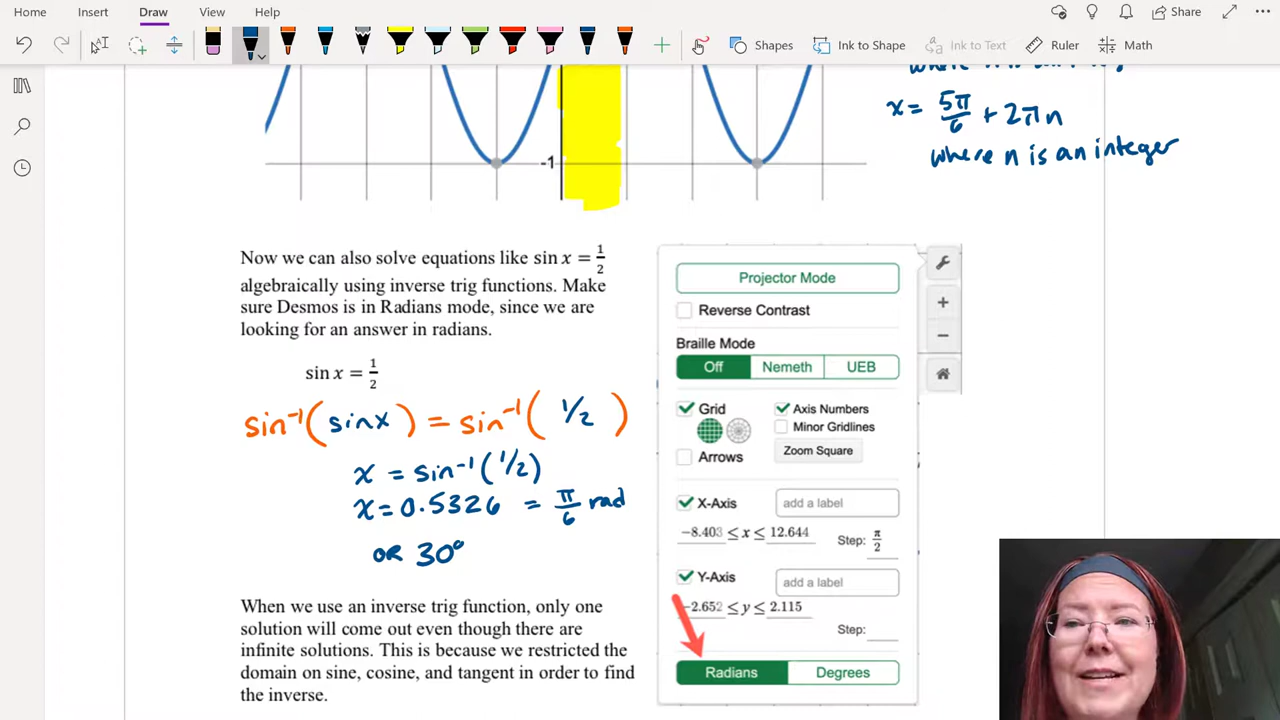 Home Insert Draw View Help Share
Shapes Ink to Shape Ink to Text Ruler Math
x = 5π/6 + 2πn
where n is an integer
-1
Now we can also solve equations like sin x = 1/2
algebraically using inverse trig functions. Make
sure Desmos is in Radians mode, since we are
looking for an answer in radians.
sin x = 1/2
sin⁻¹(sinx) = sin⁻¹(1/2)
x = sin⁻¹(1/2)
x = 0.5326 = π/6 rad
OR 30°
When we use an inverse trig function, only one
solution will come out even though there are
infinite solutions. This is because we restricted the
domain on sine, cosine, and tangent in order to find
the inverse.
Projector Mode
Reverse Contrast
Braille Mode
Off Nemeth UEB
Grid Axis Numbers
Minor Gridlines
Arrows Zoom Square
X-Axis add a label
-8.403 ≤ x ≤ 12.644 Step: π/2
Y-Axis add a label
-2.652 ≤ y ≤ 2.115
Step:
Radians Degrees